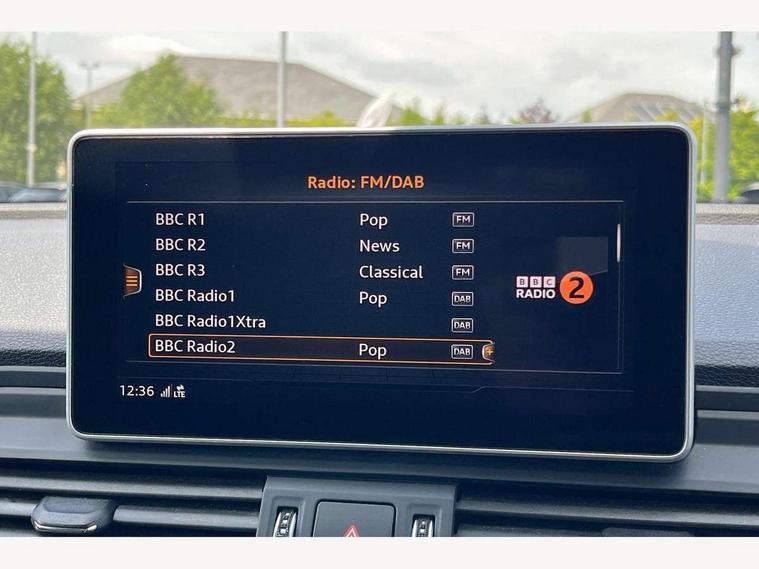 Radio: FM/DAB
BBC R1 Pop FM
BBC R2 News FM
BBC R3 Classical FM
BBC Radio1 Pop DAB
BBC Radio1Xtra DAB
BBC Radio2 Pop DAB
BBC
RADIO 2
12:36 LTE